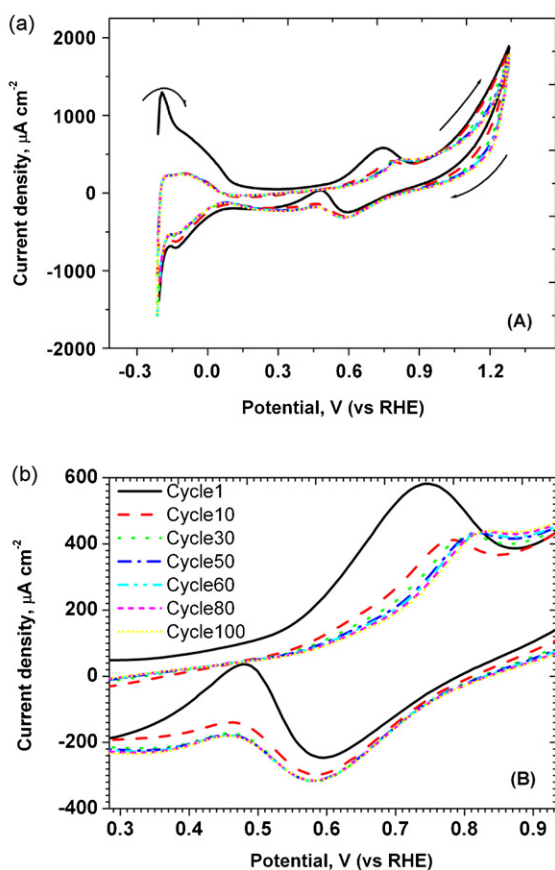 (a)
2000
1000
0
-1000
-2000
Current density, μA cm-2
(A)
-0.3 0.0 0.3 0.6 0.9 1.2
Potential, V (vs RHE)
(b)
600
400
200
0
-200
-400
Current density, μA cm-2
Cycle1
Cycle10
Cycle30
Cycle50
Cycle60
Cycle80
Cycle100
(B)
0.3 0.4 0.5 0.6 0.7 0.8 0.9
Potential, V (vs RHE)